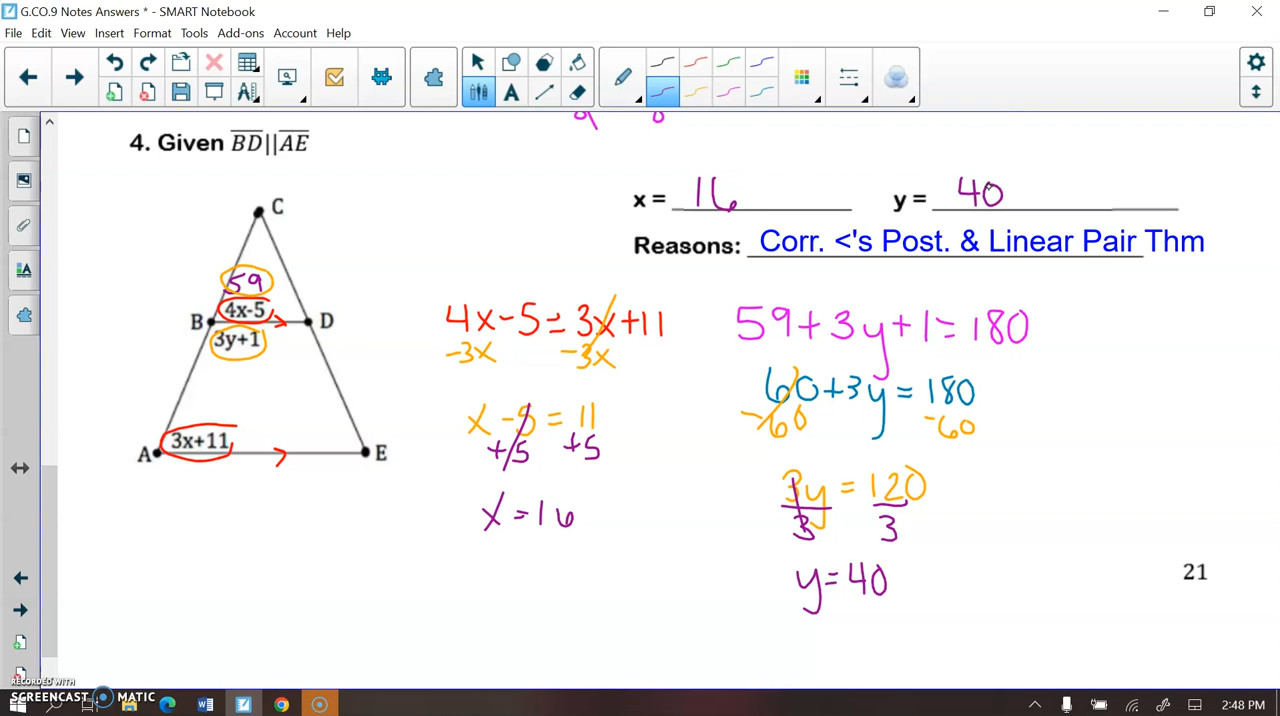 G.CO.9 Notes Answers * - SMART Notebook
File Edit View Insert Format Tools Add-ons Account Help
4. Given BD||AE
x = 16
y = 40
Reasons: Corr. <'s Post. & Linear Pair Thm
C
59
4x-5
B
D
3y+1
3x+11
A
E
4x-5=3x+11
-3x -3x
x-5=11
+5 +5
x=16
59+3y+1=180
60+3y=180
-60 -60
3y=120
3 3
y=40
21
SCREENCAST MATIC
RECORDED WITH
2:48 PM